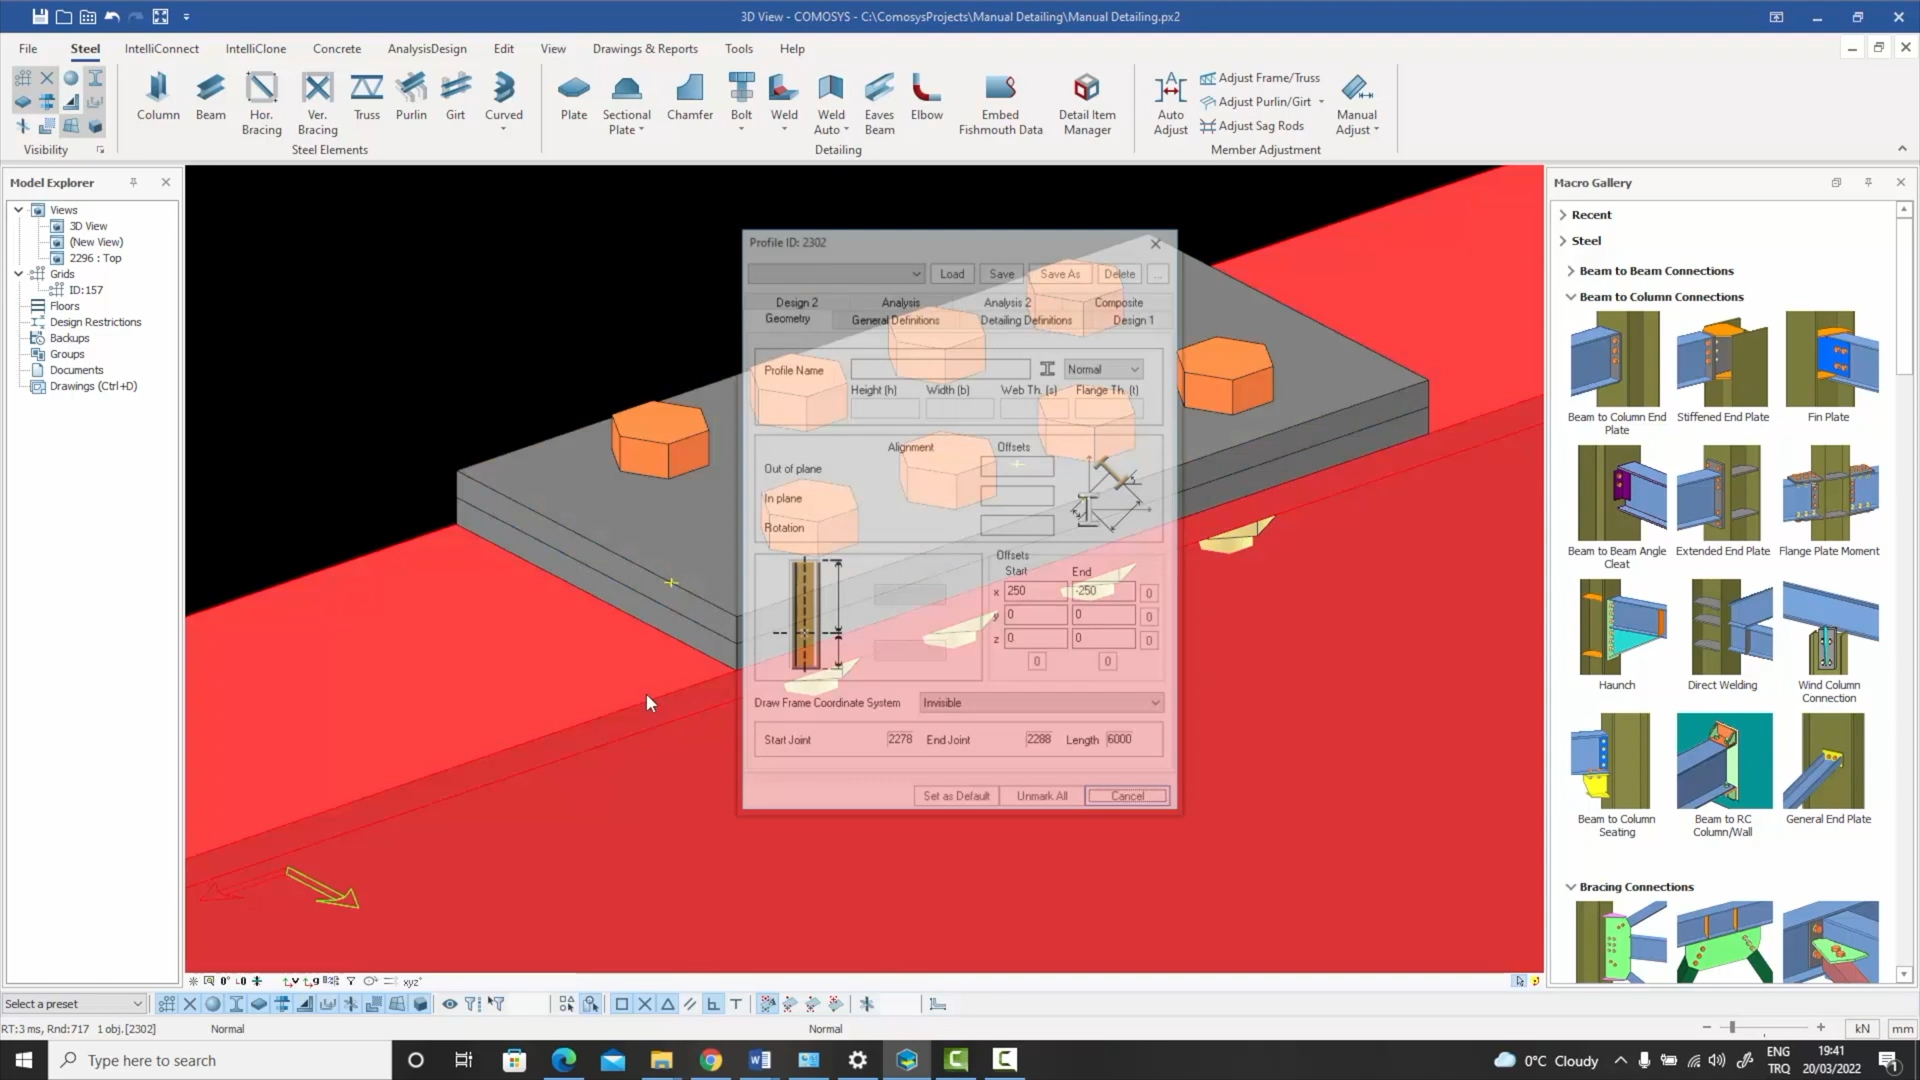 3D View - COMOSYS - C:\ComosysProjects\Manual Detailing\Manual Detailing.px2
File Steel IntelliConnect IntelliClone Concrete AnalysisDesign Edit View Drawings & Reports Tools Help
Column Beam Hor. Bracing Ver. Bracing Truss Purlin Girt Curved
Plate Sectional Plate Chamfer Bolt Weld Weld Auto Eaves Beam Elbow Embed Fishmouth Data Detail Item Manager
Auto Adjust
Adjust Frame/Truss
Adjust Purlin/Girt
Adjust Sag Rods
Manual Adjust
Visibility Steel Elements Detailing Member Adjustment
Model Explorer
Views
3D View
(New View)
2296 : Top
Grids
ID:157
Floors
Design Restrictions
Backups
Groups
Documents
Drawings (Ctrl+D)
Profile ID: 2302
Load Save Save As Delete ...
Design 2 Analysis Analysis 2 Composite
Geometry General Definitions Detailing Definitions Design 1
Profile Name Normal
Height (h) Width (b) Web Th. (s) Flange Th. (t)
Alignment Offsets
Out of plane
In plane
Rotation
Offsets
Start End
x 250 -250 0
y 0 0 0
z 0 0 0
0 0
Draw Frame Coordinate System Invisible
Start Joint 2278 End Joint 2288 Length 6000
Set as Default Unmark All Cancel
Macro Gallery
Recent
Steel
Beam to Beam Connections
Beam to Column Connections
Beam to Column End Plate
Stiffened End Plate
Fin Plate
Beam to Beam Angle Cleat
Extended End Plate
Flange Plate Moment
Haunch
Direct Welding
Wind Column Connection
Beam to Column Seating
Beam to RC Column/Wall
General End Plate
Bracing Connections
xyz
Select a preset
RT:3 ms, Rnd:717 1 obj.[2302] Normal Normal kN mm
Type here to search
0°C Cloudy
ENG
TRQ
19:41
20/03/2022
1